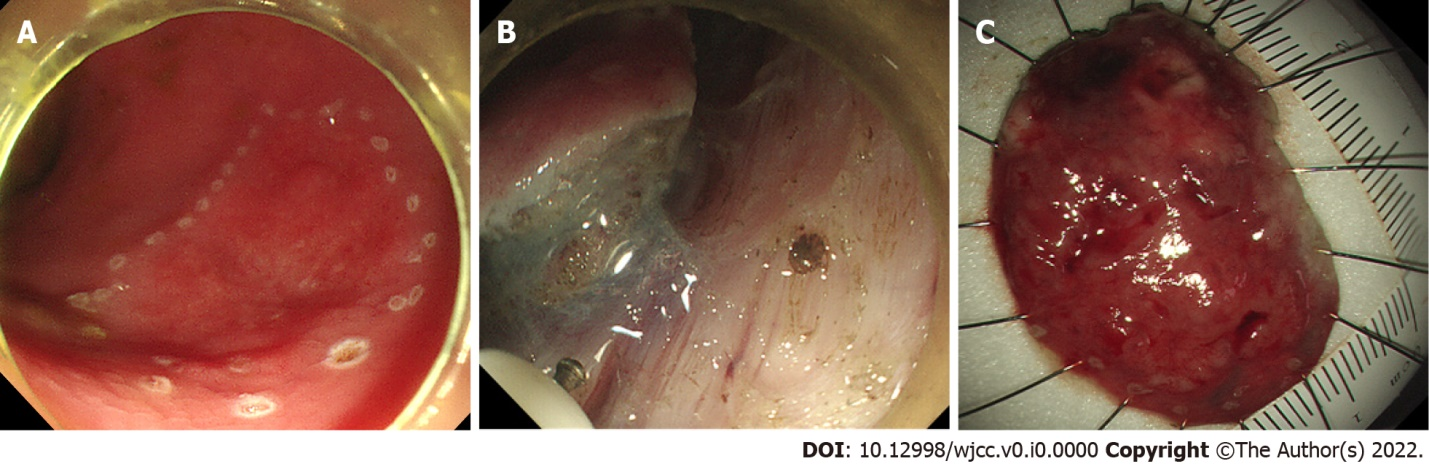 A
B
C
DOI: 10.12998/wjcc.v0.i0.0000 Copyright ©The Author(s) 2022.